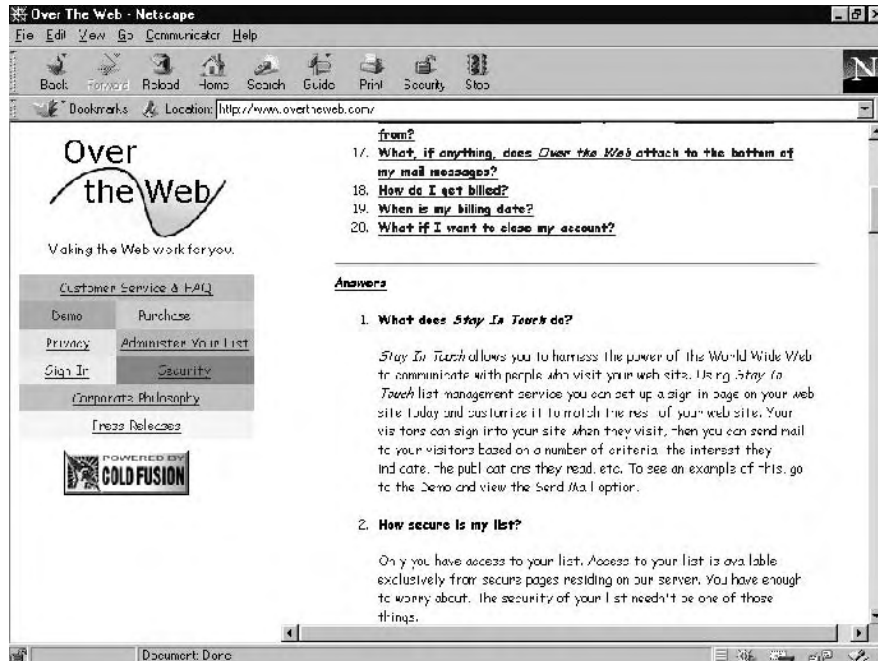 Over The Web - Netscape
File Edit View Go Communicator Help
Back Forward Reload Home Search Guide Print Security Stop
N
Bookmarks Location: http://www.overtheweb.com/
Over
the Web
Making the Web work for you.
Customer Service & FAQ
Demo Purchase
Privacy Administer Your List
Sign In Security
Corporate Philosophy
Press Releases
POWERED BY
COLD FUSION
from?
17. What, if anything, does Over the Web attach to the bottom of
my mail messages?
18. How do I get billed?
19. When is my billing date?
20. What if I want to close my account?
Answers
1. What does Stay In Touch do?
Stay In Touch allows you to harness the power of the World Wide Web
to communicate with people who visit your web site. Using Stay In
Touch list management service you can set up a sign in page on your web
site today and customize it to match the rest of your web site. Your
visitors can sign into your site when they visit, then you can send mail
to your visitors based on a number of criteria: the interest they
indicate, the publications they read, etc. To see an example of this, go
to the Demo and view the Send Mail option.
2. How secure is my list?
Only you have access to your list. Access to your list is available
exclusively from secure pages residing on our server. You have enough
to worry about. The security of your list needn't be one of those
things.
Document: Done